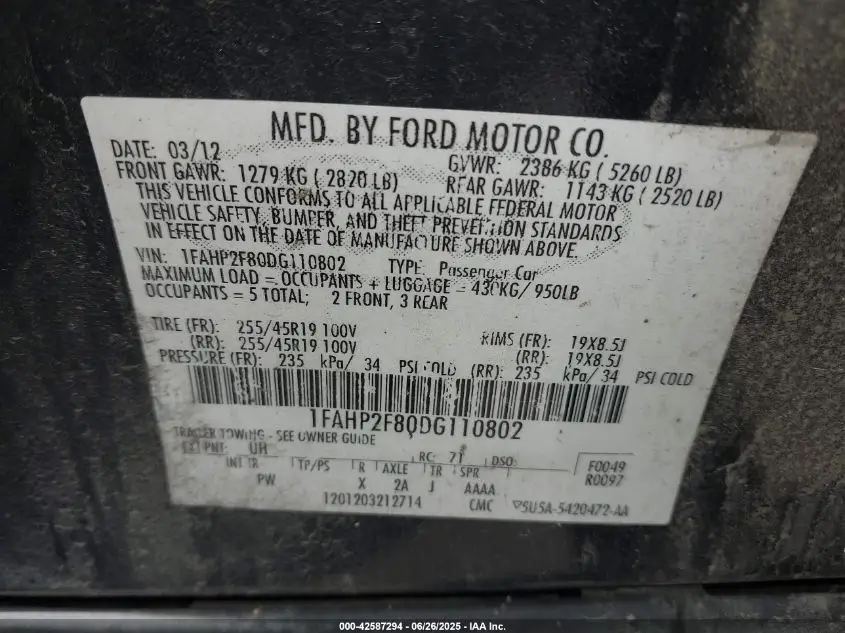 MFD. BY FORD MOTOR CO.
DATE: 03/12 GVWR: 2386 KG ( 5260 LB)
FRONT GAWR: 1279 KG ( 2820 LB) REAR GAWR: 1143 KG ( 2520 LB)
THIS VEHICLE CONFORMS TO ALL APPLICABLE FEDERAL MOTOR
VEHICLE SAFETY, BUMPER, AND THEFT PREVENTION STANDARDS
IN EFFECT ON THE DATE OF MANUFACTURE SHOWN ABOVE.
VIN: 1FAHP2F80DG110802 TYPE: Passenger Car
MAXIMUM LOAD = OCCUPANTS + LUGGAGE = 430KG/ 950LB
OCCUPANTS = 5 TOTAL; 2 FRONT, 3 REAR
TIRE (FR): 255/45R19 100V RIMS (FR): 19X8.5J
(RR): 255/45R19 100V (RR): 19X8.5J
PRESSURE (FR): 235 kPa/ 34 PSI COLD (RR): 235 kPa/ 34 PSI COLD
1FAHP2F80DG110802
TRAILER TOWING - SEE OWNER GUIDE
EXT PNT: UH RC: 71 DSO: F0049
INT TR TP/PS R AXLE TR SPR R0097
PW X 2A J AAAA
1201203212714 CMC 5U5A-5420472-AA
000-42587294 - 06/26/2025 - IAA Inc.